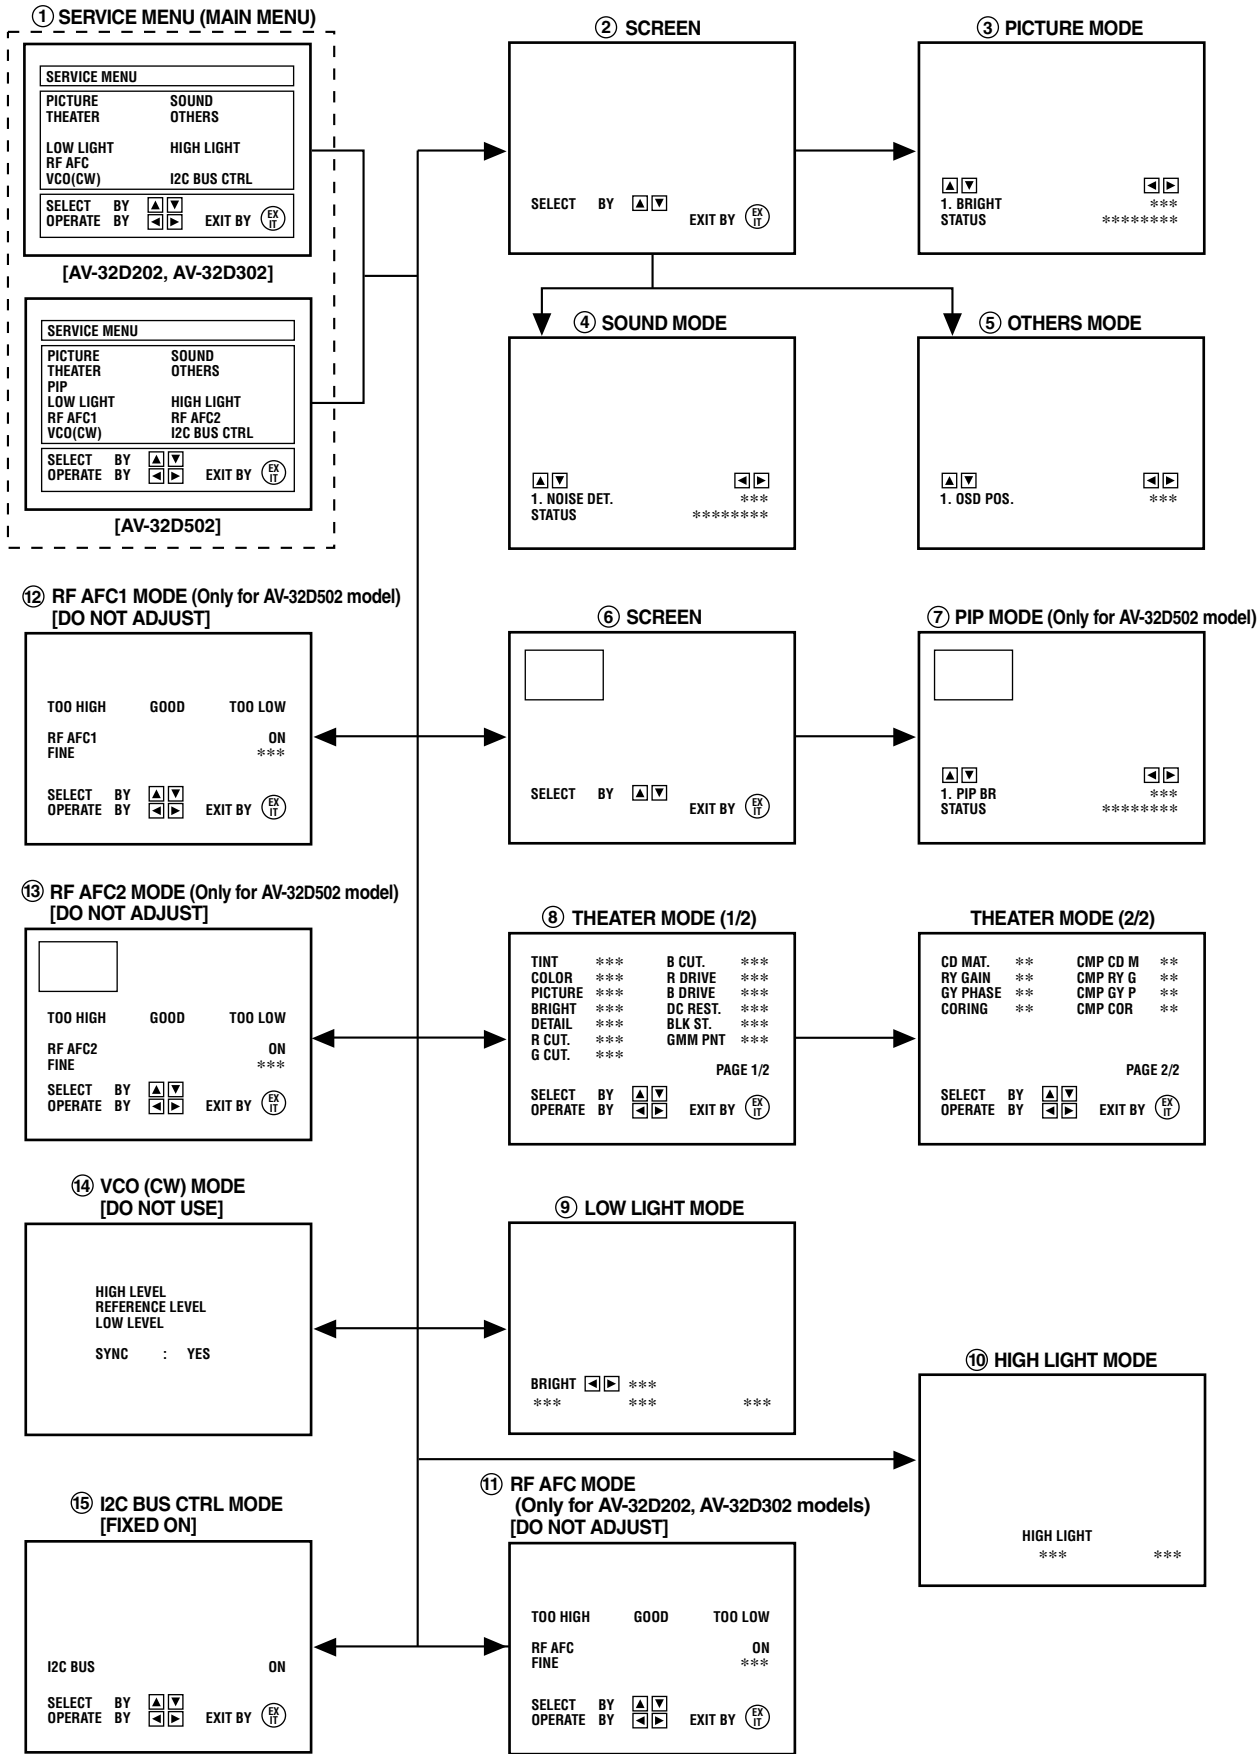 ① SERVICE MENU (MAIN MENU)
SERVICE MENU
PICTURE SOUND
THEATER OTHERS
LOW LIGHT HIGH LIGHT
RF AFC
VCO(CW) I2C BUS CTRL
SELECT BY ▲▼
OPERATE BY ◀▶ EXIT BY EXIT
[AV-32D202, AV-32D302]
SERVICE MENU
PICTURE SOUND
THEATER OTHERS
PIP
LOW LIGHT HIGH LIGHT
RF AFC1 RF AFC2
VCO(CW) I2C BUS CTRL
SELECT BY ▲▼
OPERATE BY ◀▶ EXIT BY EXIT
[AV-32D502]
② SCREEN
SELECT BY ▲▼
EXIT BY EXIT
③ PICTURE MODE
▲▼ ◀▶
1. BRIGHT ***
STATUS ********
④ SOUND MODE
▲▼ ◀▶
1. NOISE DET. ***
STATUS ********
⑤ OTHERS MODE
▲▼ ◀▶
1. OSD POS. ***
⑫ RF AFC1 MODE (Only for AV-32D502 model)
[DO NOT ADJUST]
TOO HIGH GOOD TOO LOW
RF AFC1 ON
FINE ***
SELECT BY ▲▼
OPERATE BY ◀▶ EXIT BY EXIT
⑥ SCREEN
SELECT BY ▲▼
EXIT BY EXIT
⑦ PIP MODE (Only for AV-32D502 model)
▲▼ ◀▶
1. PIP BR ***
STATUS ********
⑬ RF AFC2 MODE (Only for AV-32D502 model)
[DO NOT ADJUST]
TOO HIGH GOOD TOO LOW
RF AFC2 ON
FINE ***
SELECT BY ▲▼
OPERATE BY ◀▶ EXIT BY EXIT
⑧ THEATER MODE (1/2)
TINT *** B CUT. ***
COLOR *** R DRIVE ***
PICTURE *** B DRIVE ***
BRIGHT *** DC REST. ***
DETAIL *** BLK ST. ***
R CUT. *** GMM PNT ***
G CUT. ***
PAGE 1/2
SELECT BY ▲▼
OPERATE BY ◀▶ EXIT BY EXIT
THEATER MODE (2/2)
CD MAT. ** CMP CD M **
RY GAIN ** CMP RY G **
GY PHASE ** CMP GY P **
CORING ** CMP COR **
PAGE 2/2
SELECT BY ▲▼
OPERATE BY ◀▶ EXIT BY EXIT
⑭ VCO (CW) MODE
[DO NOT USE]
HIGH LEVEL
REFERENCE LEVEL
LOW LEVEL
SYNC : YES
⑨ LOW LIGHT MODE
BRIGHT ◀▶ ***
*** *** ***
⑩ HIGH LIGHT MODE
HIGH LIGHT
*** ***
⑮ I2C BUS CTRL MODE
[FIXED ON]
I2C BUS ON
SELECT BY ▲▼
OPERATE BY ◀▶ EXIT BY EXIT
⑪ RF AFC MODE
(Only for AV-32D202, AV-32D302 models)
[DO NOT ADJUST]
TOO HIGH GOOD TOO LOW
RF AFC ON
FINE ***
SELECT BY ▲▼
OPERATE BY ◀▶ EXIT BY EXIT